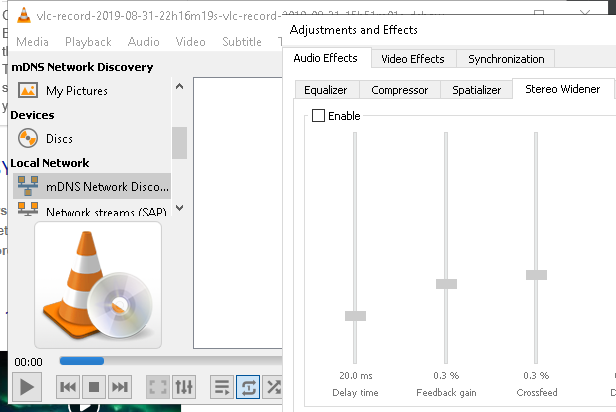 vlc-record-2019-08-31-22h16m19s-vlc-record-2019-08-31-15h51
Adjustments and Effects
Media Playback Audio Video Subtitle T
Audio Effects Video Effects Synchronization
mDNS Network Discovery
My Pictures
Equalizer Compressor Spatializer Stereo Widener
Devices
Enable
Discs
Local Network
mDNS Network Disco...
Network streams (SAP)
00:00
20.0 ms 0.3 % 0.3 %
Delay time Feedback gain Crossfeed D